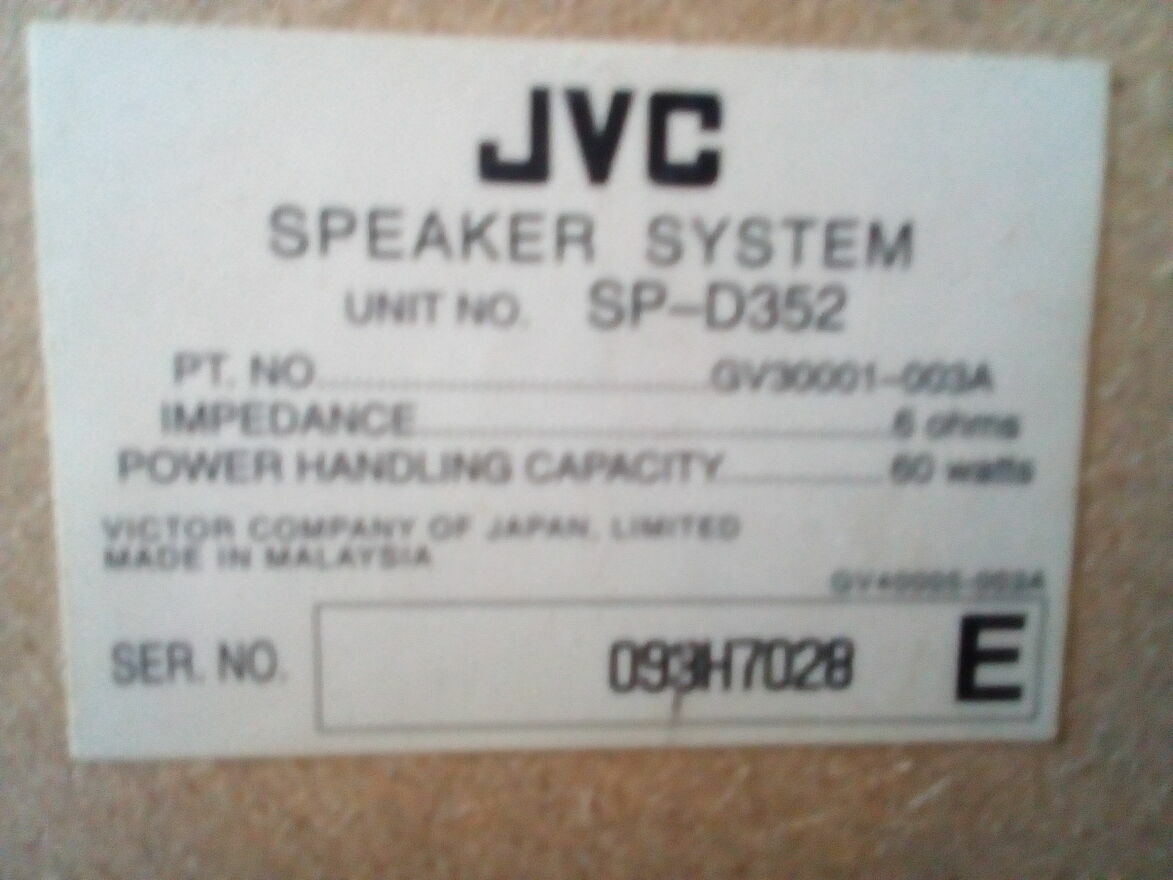 JVC
SPEAKER SYSTEM
UNIT NO. SP-D352
PT. NO................................GV30001-003A
IMPEDANCE................................6 ohms
POWER HANDLING CAPACITY................60 watts
VICTOR COMPANY OF JAPAN, LIMITED
MADE IN MALAYSIA
SER. NO. 093H7028 E